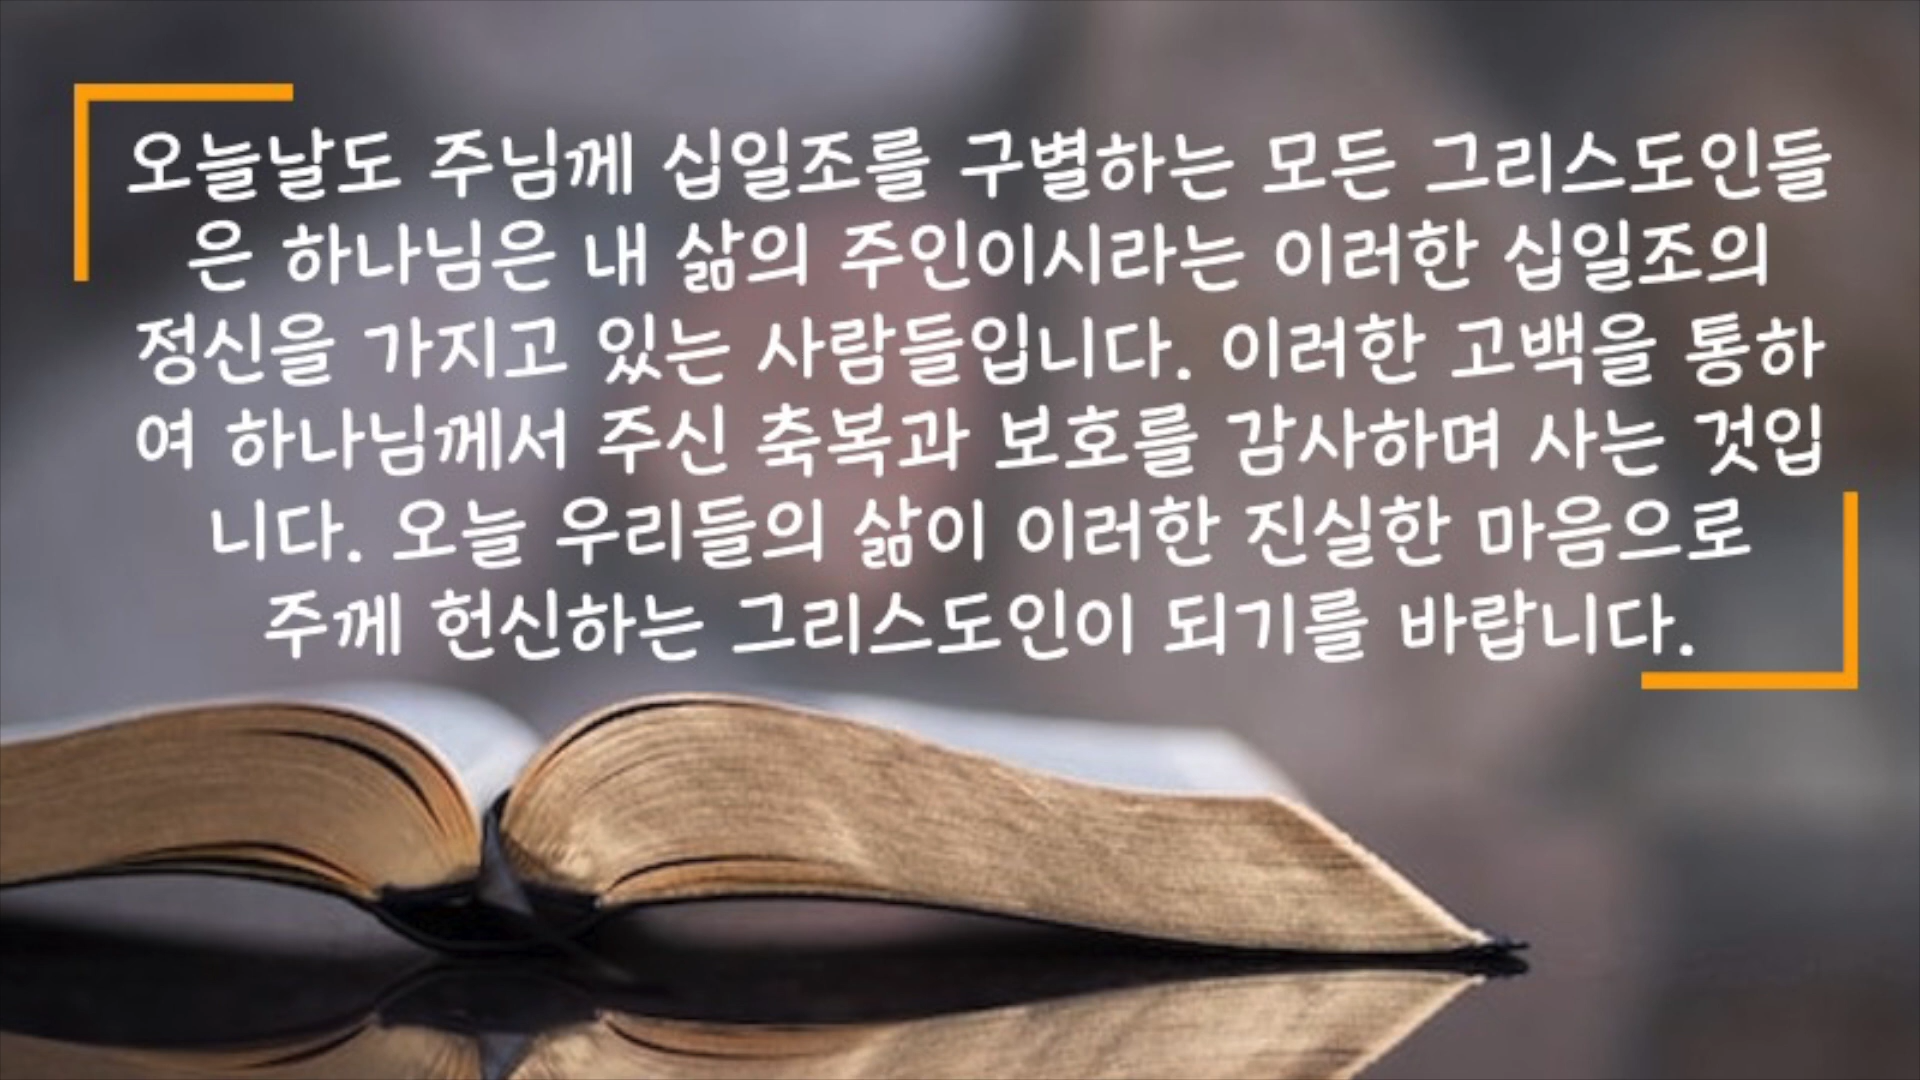 오늘날도 주님께 십일조를 구별하는 모든 그리스도인들
은 하나님은 내 삶의 주인이시라는 이러한 십일조의
정신을 가지고 있는 사람들입니다. 이러한 고백을 통하
여 하나님께서 주신 축복과 보호를 감사하며 사는 것입
니다. 오늘 우리들의 삶이 이러한 진실한 마음으로
주께 헌신하는 그리스도인이 되기를 바랍니다.